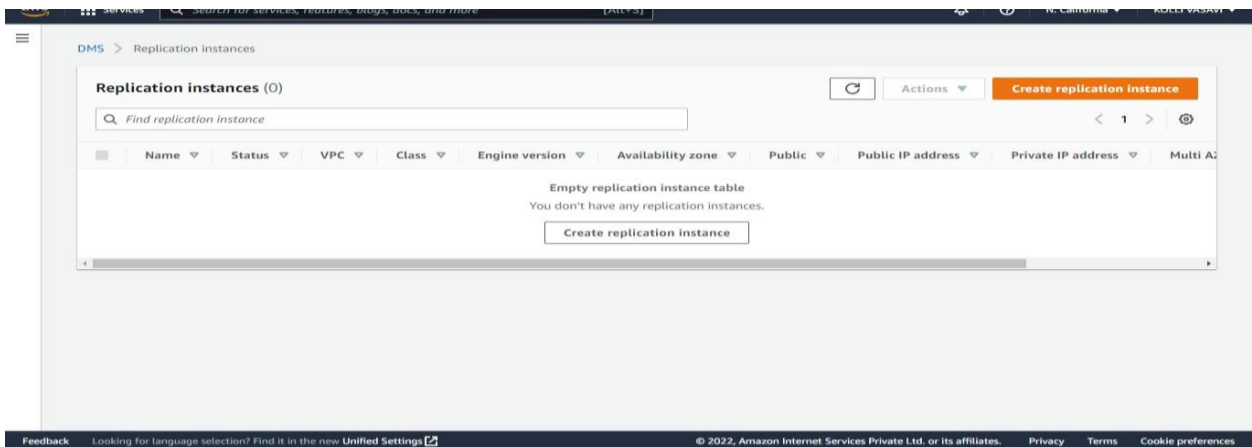 Services Search for services, features, blogs, docs, and more [Alt+S] N. California KOLLI VASAVI
DMS > Replication instances
Replication instances (0) Actions Create replication instance
Find replication instance < 1 >
Name Status VPC Class Engine version Availability zone Public Public IP address Private IP address Multi AZ
Empty replication instance table
You don't have any replication instances.
Create replication instance
Feedback Looking for language selection? Find it in the new Unified Settings © 2022, Amazon Internet Services Private Ltd. or its affiliates. Privacy Terms Cookie preferences